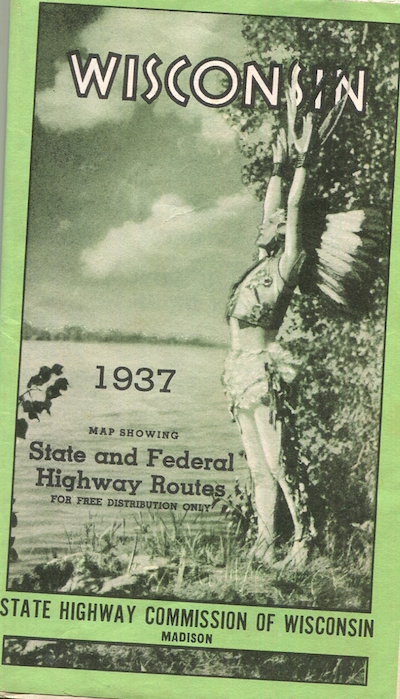 WISCONSIN
1937
MAP SHOWING
State and Federal
Highway Routes
FOR FREE DISTRIBUTION ONLY
STATE HIGHWAY COMMISSION OF WISCONSIN
MADISON